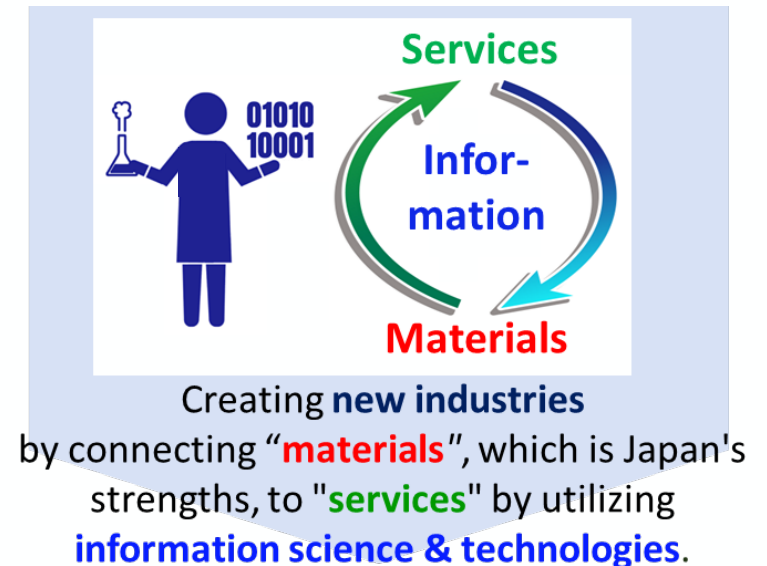 Services
01010
10001
Infor-
mation
Materials
Creating new industries
by connecting “materials", which is Japan's
strengths, to "services" by utilizing
information science & technologies.